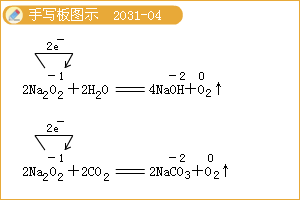 手写板图示 2031-04
2e⁻
-1 -2 0
2Na₂O₂+2H₂O══4NaOH+O₂↑
2e⁻
-1 -2 0
2Na₂O₂+2CO₂══2NaCO₃+O₂↑